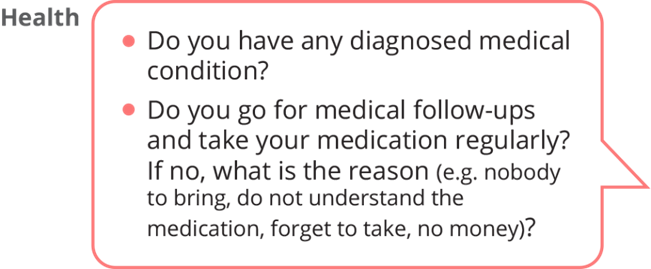 Health
• Do you have any diagnosed medical
condition?
• Do you go for medical follow-ups
and take your medication regularly?
If no, what is the reason (e.g. nobody
to bring, do not understand the
medication, forget to take, no money)?